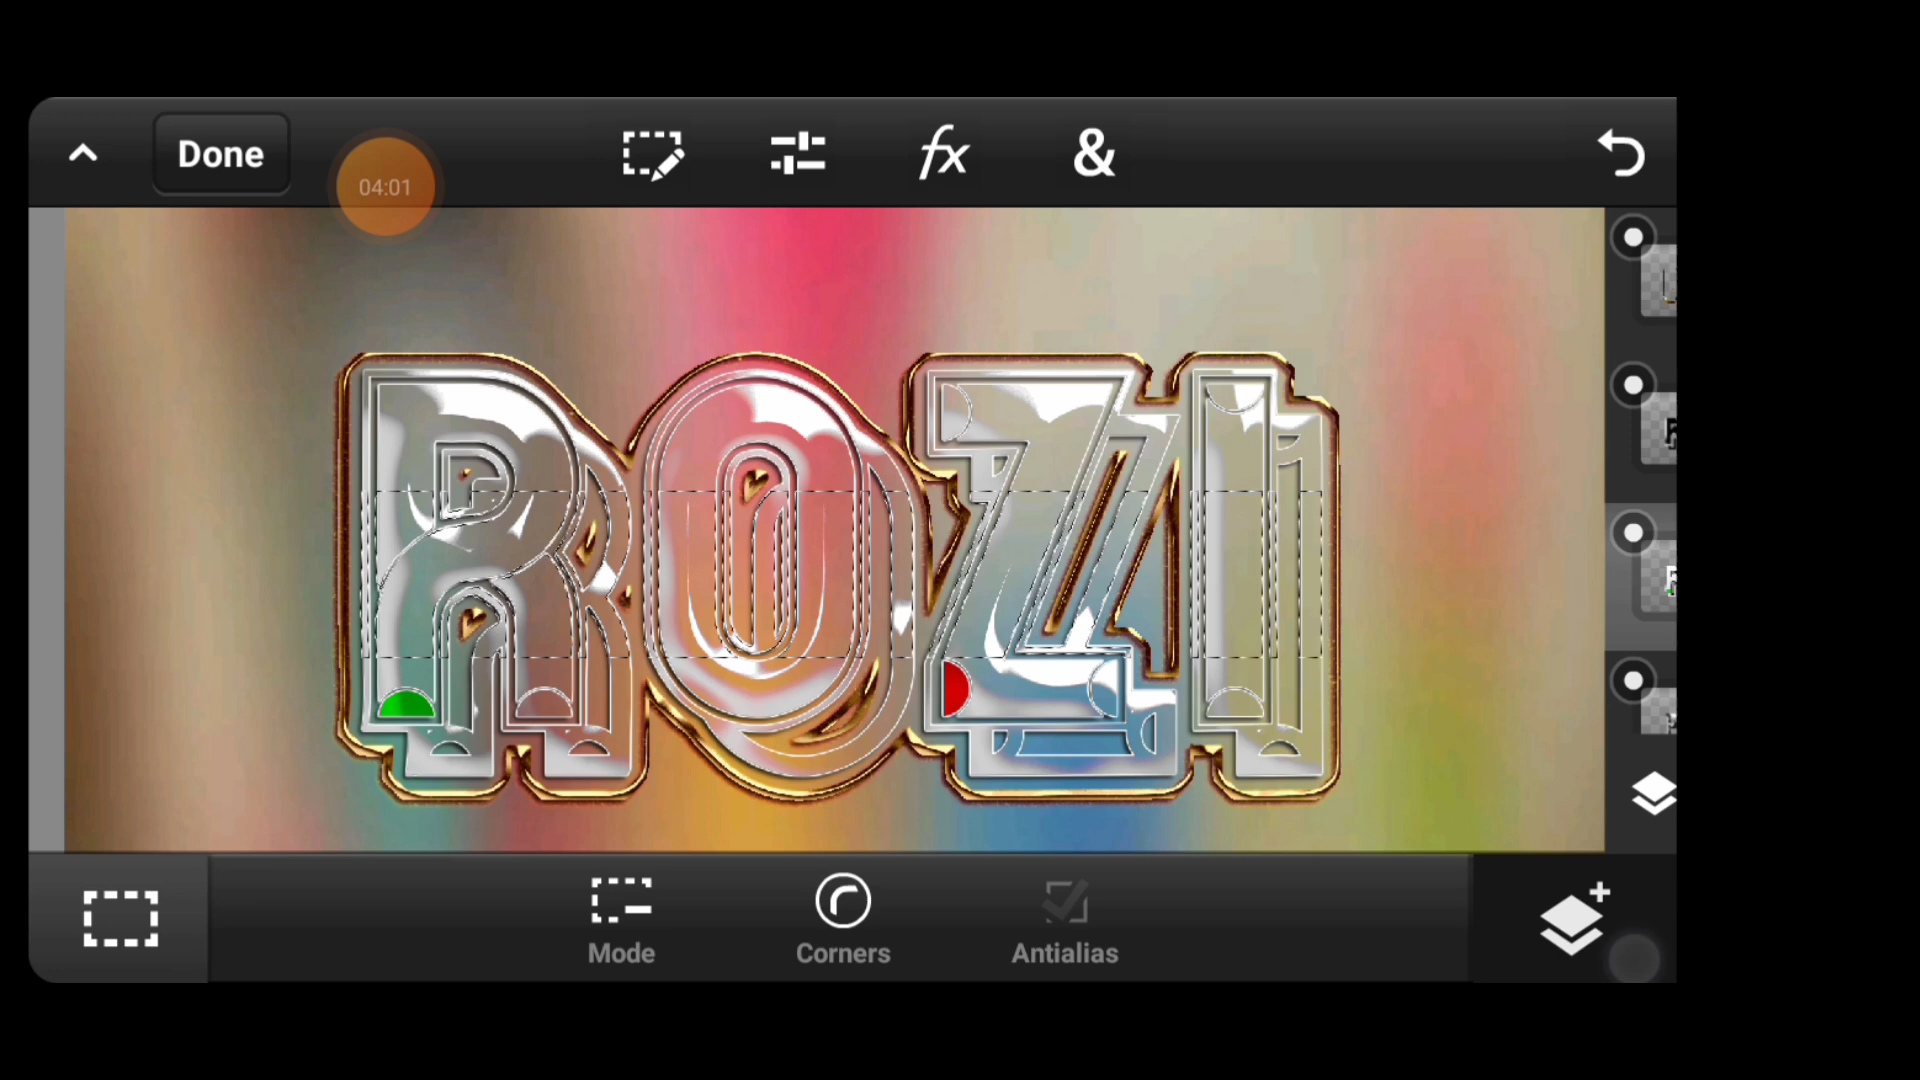 Done
04:01
fx
&
ROZI
Mode
Corners
Antialias